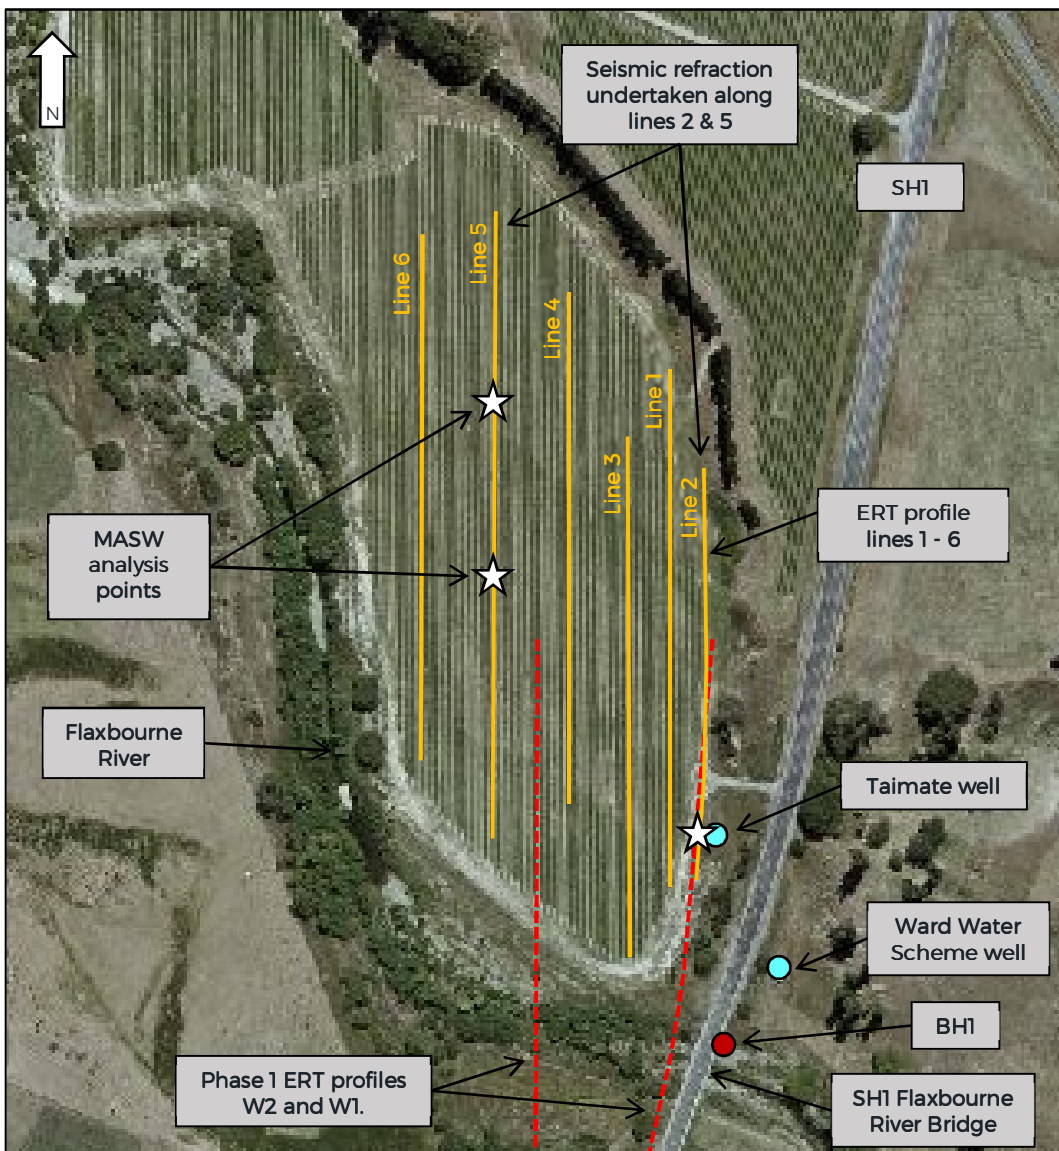 N
Seismic refraction
undertaken along
lines 2 & 5
SH1
Line 6
Line 5
Line 4
Line 1
Line 3
Line 2
ERT profile
lines 1 - 6
MASW
analysis
points
Flaxbourne
River
Taimate well
Ward Water
Scheme well
BH1
Phase 1 ERT profiles
W2 and W1.
SH1 Flaxbourne
River Bridge